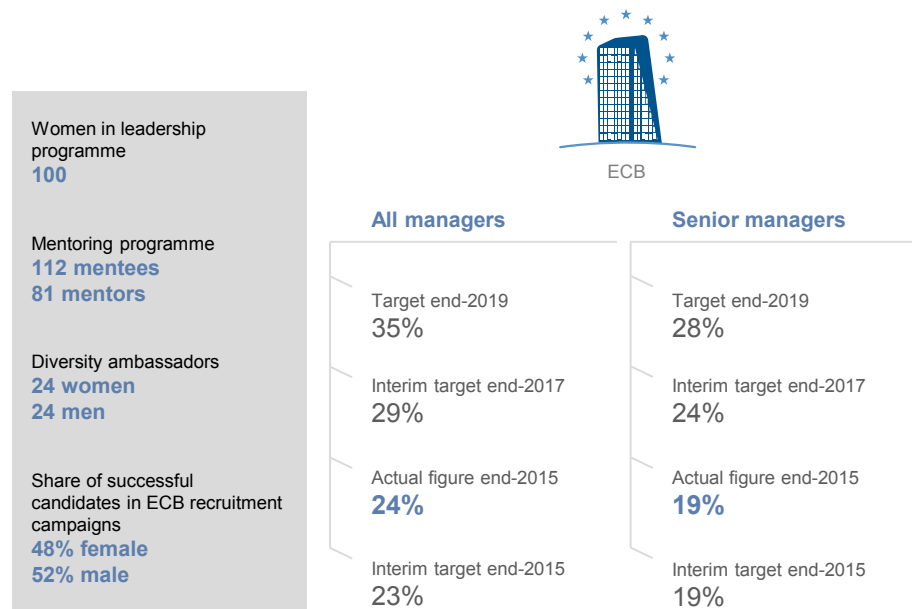 ECB
Women in leadership
programme
100
Mentoring programme
112 mentees
81 mentors
Diversity ambassadors
24 women
24 men
Share of successful
candidates in ECB recruitment
campaigns
48% female
52% male
All managers
Target end-2019
35%
Interim target end-2017
29%
Actual figure end-2015
24%
Interim target end-2015
23%
Senior managers
Target end-2019
28%
Interim target end-2017
24%
Actual figure end-2015
19%
Interim target end-2015
19%